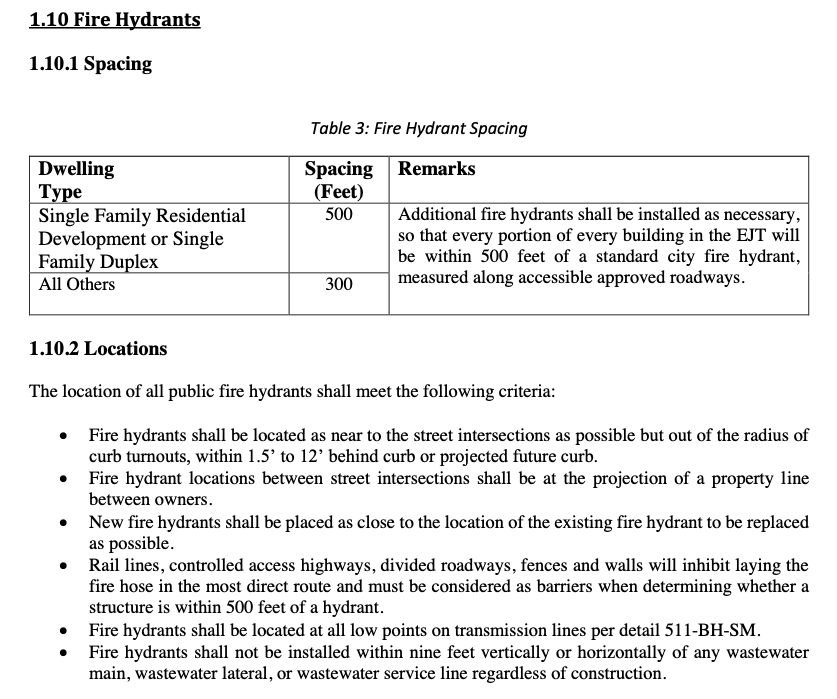 1.10 Fire Hydrants
1.10.1 Spacing
Table 3: Fire Hydrant Spacing
Dwelling Type
Spacing (Feet)
Remarks
Single Family Residential
Development or Single
Family Duplex
500
Additional fire hydrants shall be installed as necessary,
so that every portion of every building in the EJT will
be within 500 feet of a standard city fire hydrant,
measured along accessible approved roadways.
All Others
300
1.10.2 Locations
The location of all public fire hydrants shall meet the following criteria:
• Fire hydrants shall be located as near to the street intersections as possible but out of the radius of
curb turnouts, within 1.5’ to 12’ behind curb or projected future curb.
• Fire hydrant locations between street intersections shall be at the projection of a property line
between owners.
• New fire hydrants shall be placed as close to the location of the existing fire hydrant to be replaced
as possible.
• Rail lines, controlled access highways, divided roadways, fences and walls will inhibit laying the
fire hose in the most direct route and must be considered as barriers when determining whether a
structure is within 500 feet of a hydrant.
• Fire hydrants shall be located at all low points on transmission lines per detail 511-BH-SM.
• Fire hydrants shall not be installed within nine feet vertically or horizontally of any wastewater
main, wastewater lateral, or wastewater service line regardless of construction.